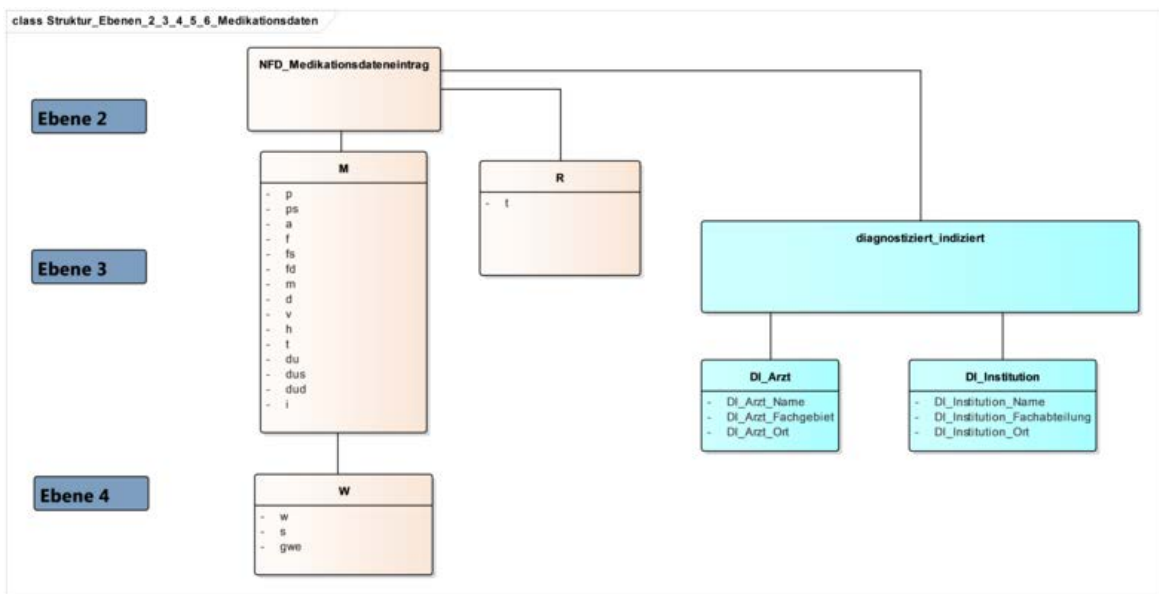 class Struktur_Ebenen_2_3_4_5_6_Medikationsdaten
NFD_Medikationsdateneintrag
Ebene 2
M
- p
- ps
- a
- f
- fs
- fd
- m
- d
- v
- h
- t
- du
- dus
- dud
- i
R
- t
diagnostiziert_indiziert
Ebene 3
DI_Arzt
- DI_Arzt_Name
- DI_Arzt_Fachgebiet
- DI_Arzt_Ort
DI_Institution
- DI_Institution_Name
- DI_Institution_Fachabteilung
- DI_Institution_Ort
Ebene 4
W
- w
- s
- gwe